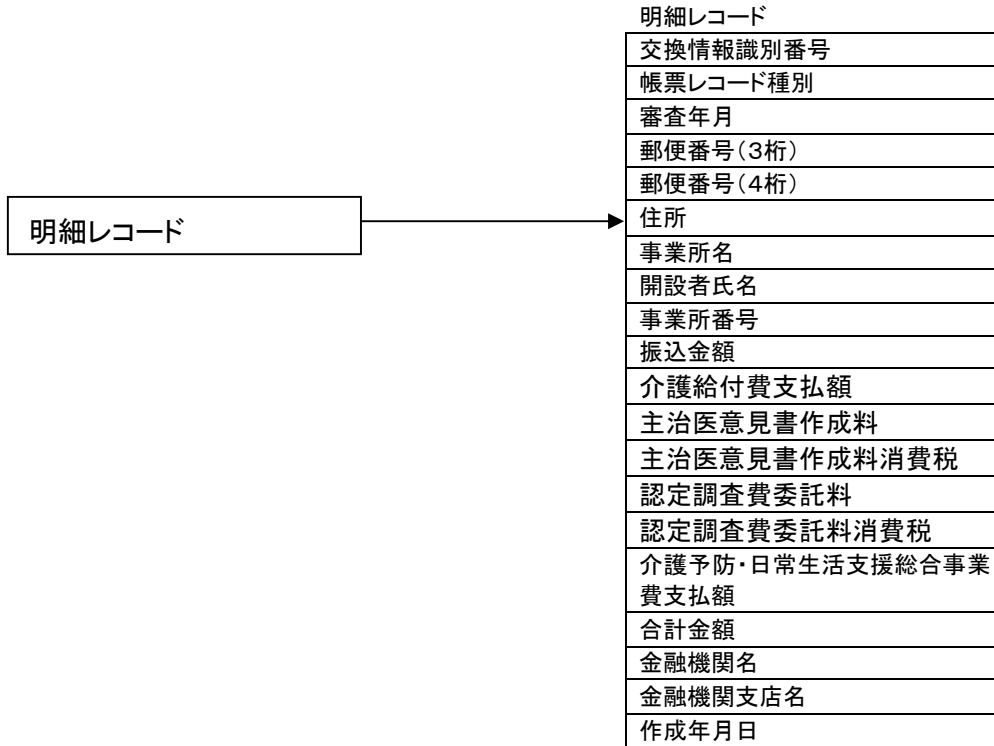 明細レコード
明細レコード
交換情報識別番号
帳票レコード種別
審査年月
郵便番号(3桁)
郵便番号(4桁)
住所
事業所名
開設者氏名
事業所番号
振込金額
介護給付費支払額
主治医意見書作成料
主治医意見書作成料消費税
認定調査費委託料
認定調査費委託料消費税
介護予防・日常生活支援総合事業
費支払額
合計金額
金融機関名
金融機関支店名
作成年月日